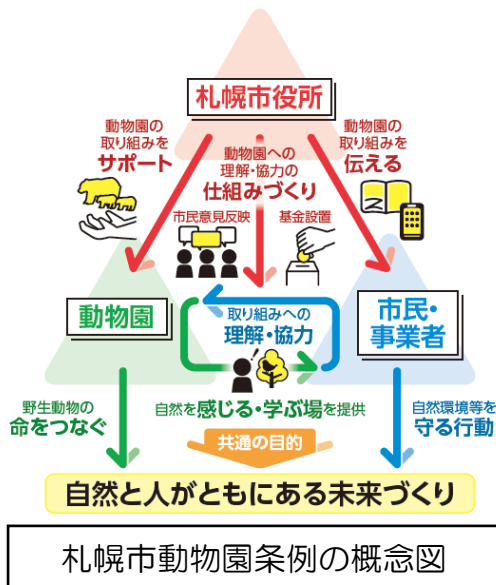 札幌市役所
動物園の
取り組みを
サポート
動物園への
理解・協力の
仕組みづくり
動物園の
取り組みを
伝える
市民意見反映
基金設置
動物園
取り組みへの
理解・協力
市民・
事業者
野生動物の
命をつなぐ
自然を感じる・学ぶ場を提供
自然環境等を
守る行動
共通の目的
自然と人がともにある未来づくり
札幌市動物園条例の概念図